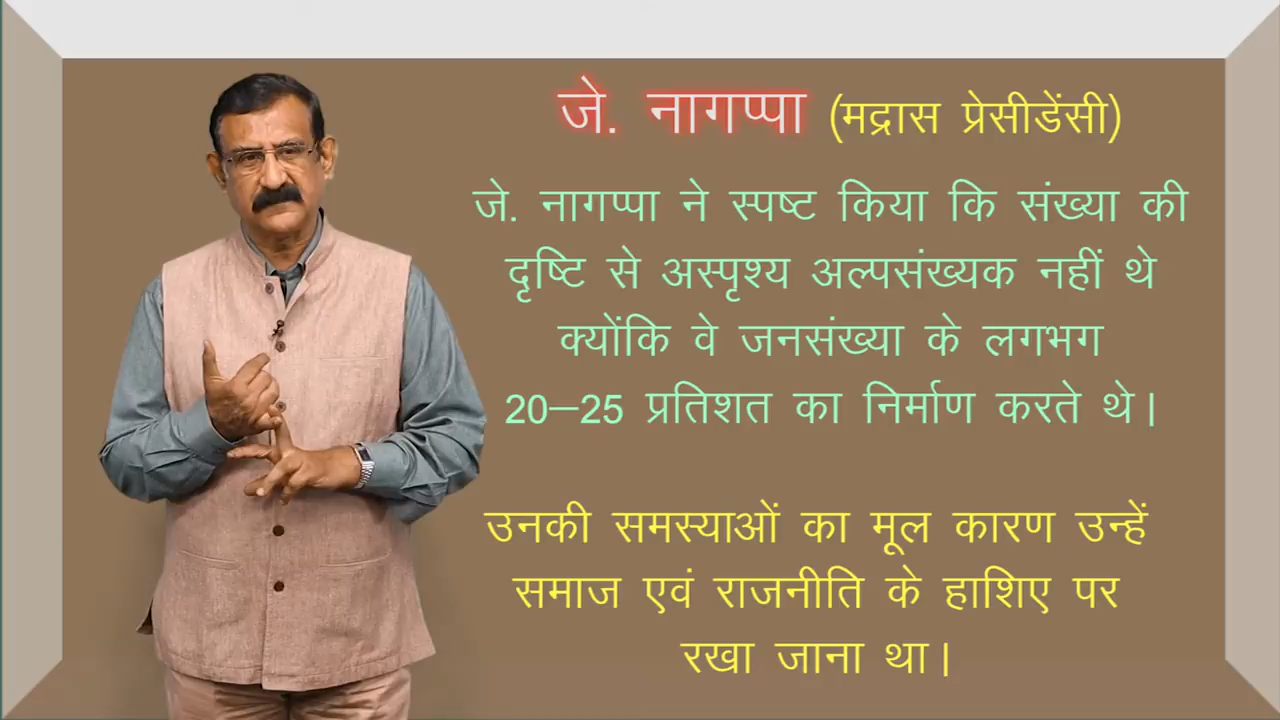 जे. नागप्पा (मद्रास प्रेसीडेंसी)
जे. नागप्पा ने स्पष्ट किया कि संख्या की
दृष्टि से अस्पृश्य अल्पसंख्यक नहीं थे
क्योंकि वे जनसंख्या के लगभग
20–25 प्रतिशत का निर्माण करते थे।
उनकी समस्याओं का मूल कारण उन्हें
समाज एवं राजनीति के हाशिए पर
रखा जाना था।